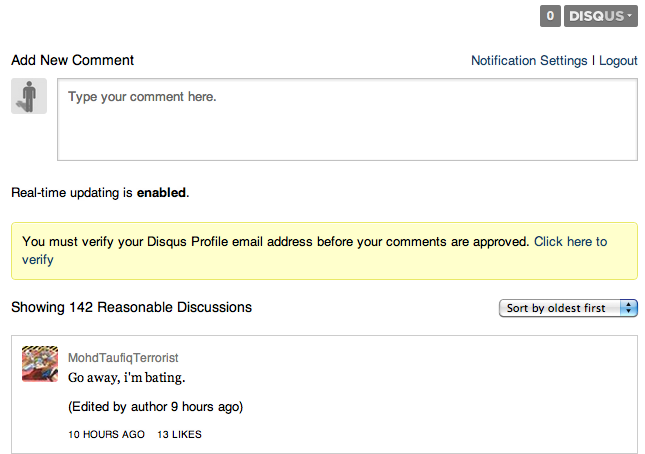 0 DISQUS
Add New Comment
Notification Settings | Logout
Type your comment here.
Real-time updating is enabled.
You must verify your Disqus Profile email address before your comments are approved. Click here to
verify
Showing 142 Reasonable Discussions
Sort by oldest first
MohdTaufiqTerrorist
Go away, i'm bating.
(Edited by author 9 hours ago)
10 HOURS AGO 13 LIKES